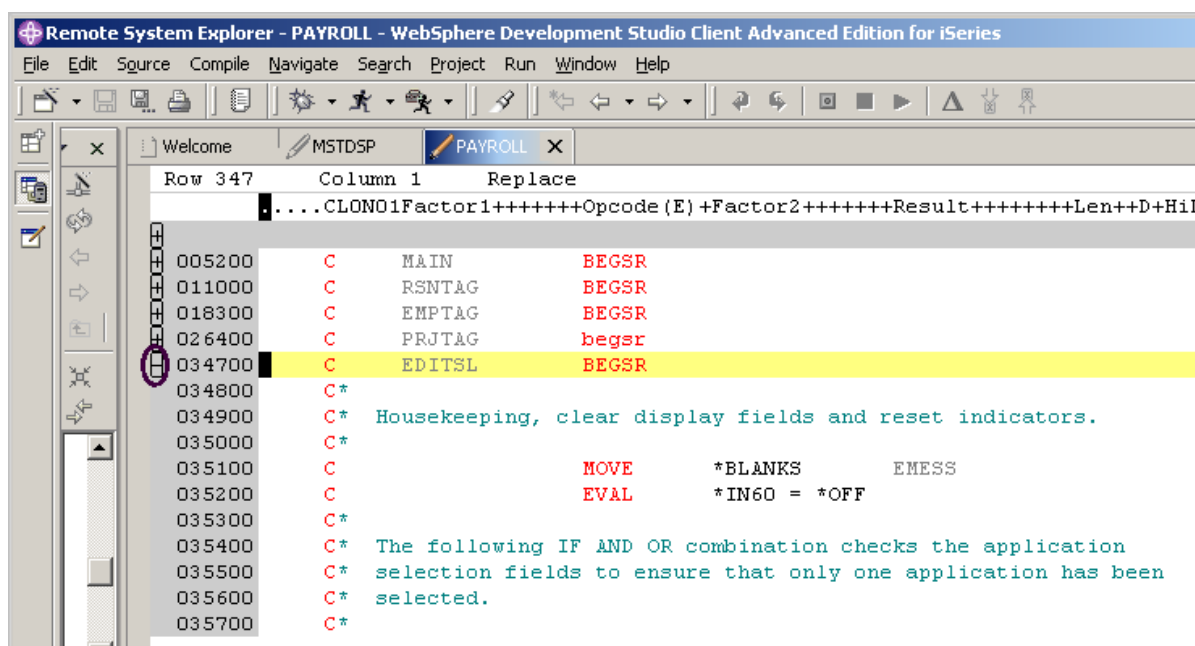 Remote System Explorer - PAYROLL - WebSphere Development Studio Client Advanced Edition for iSeries
File Edit Source Compile Navigate Search Project Run Window Help
Welcome MSTDSP PAYROLL
Row 347 Column 1 Replace
.....CL0N01Factor1+++++++Opcode(E)+Factor2+++++++Result++++++++Len++D+Hi
005200 C MAIN BEGSR
011000 C RSNTAG BEGSR
018300 C EMPTAG BEGSR
026400 C PRJTAG begsr
034700 C EDITSL BEGSR
034800 C*
034900 C* Housekeeping, clear display fields and reset indicators.
035000 C*
035100 C MOVE *BLANKS EMESS
035200 C EVAL *IN60 = *OFF
035300 C*
035400 C* The following IF AND OR combination checks the application
035500 C* selection fields to ensure that only one application has been
035600 C* selected.
035700 C*